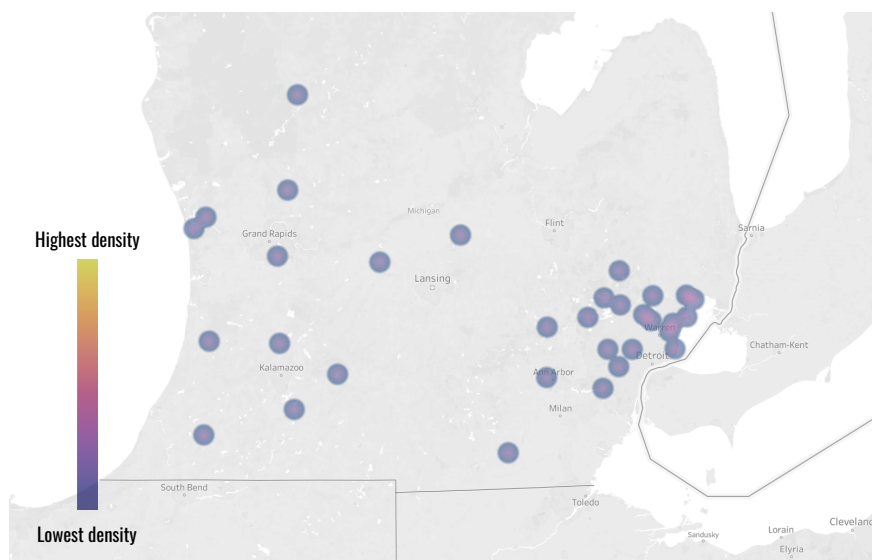 Michigan
Flint
Sarnia
Grand Rapids
Highest density
Lansing
Warren
Chatham-Kent
Detroit
Kalamazoo
Ann Arbor
Milan
South Bend
Toledo
Cleveland
Lorain
Sandusky
Lowest density
Elyria